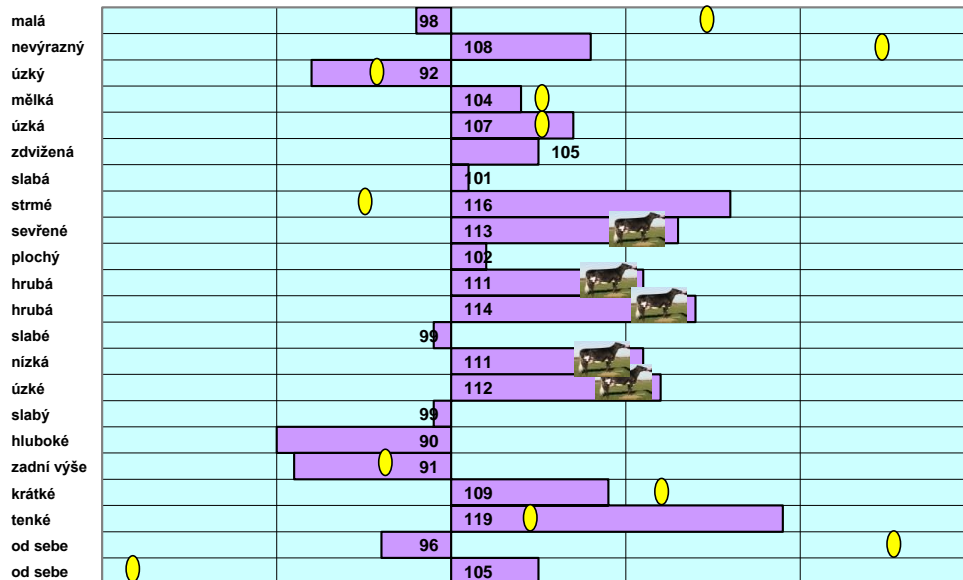 malá 98
nevýrazný 108
úzký 92
mělká 104
úzká 107
zdvižená 105
slabá 101
strmé 116
sevřené 113
plochý 102
hrubá 111
hrubá 114
slabé 99
nízká 111
úzké 112
slabý 99
hluboké 90
zadní výše 91
krátké 109
tenké 119
od sebe 96
od sebe 105